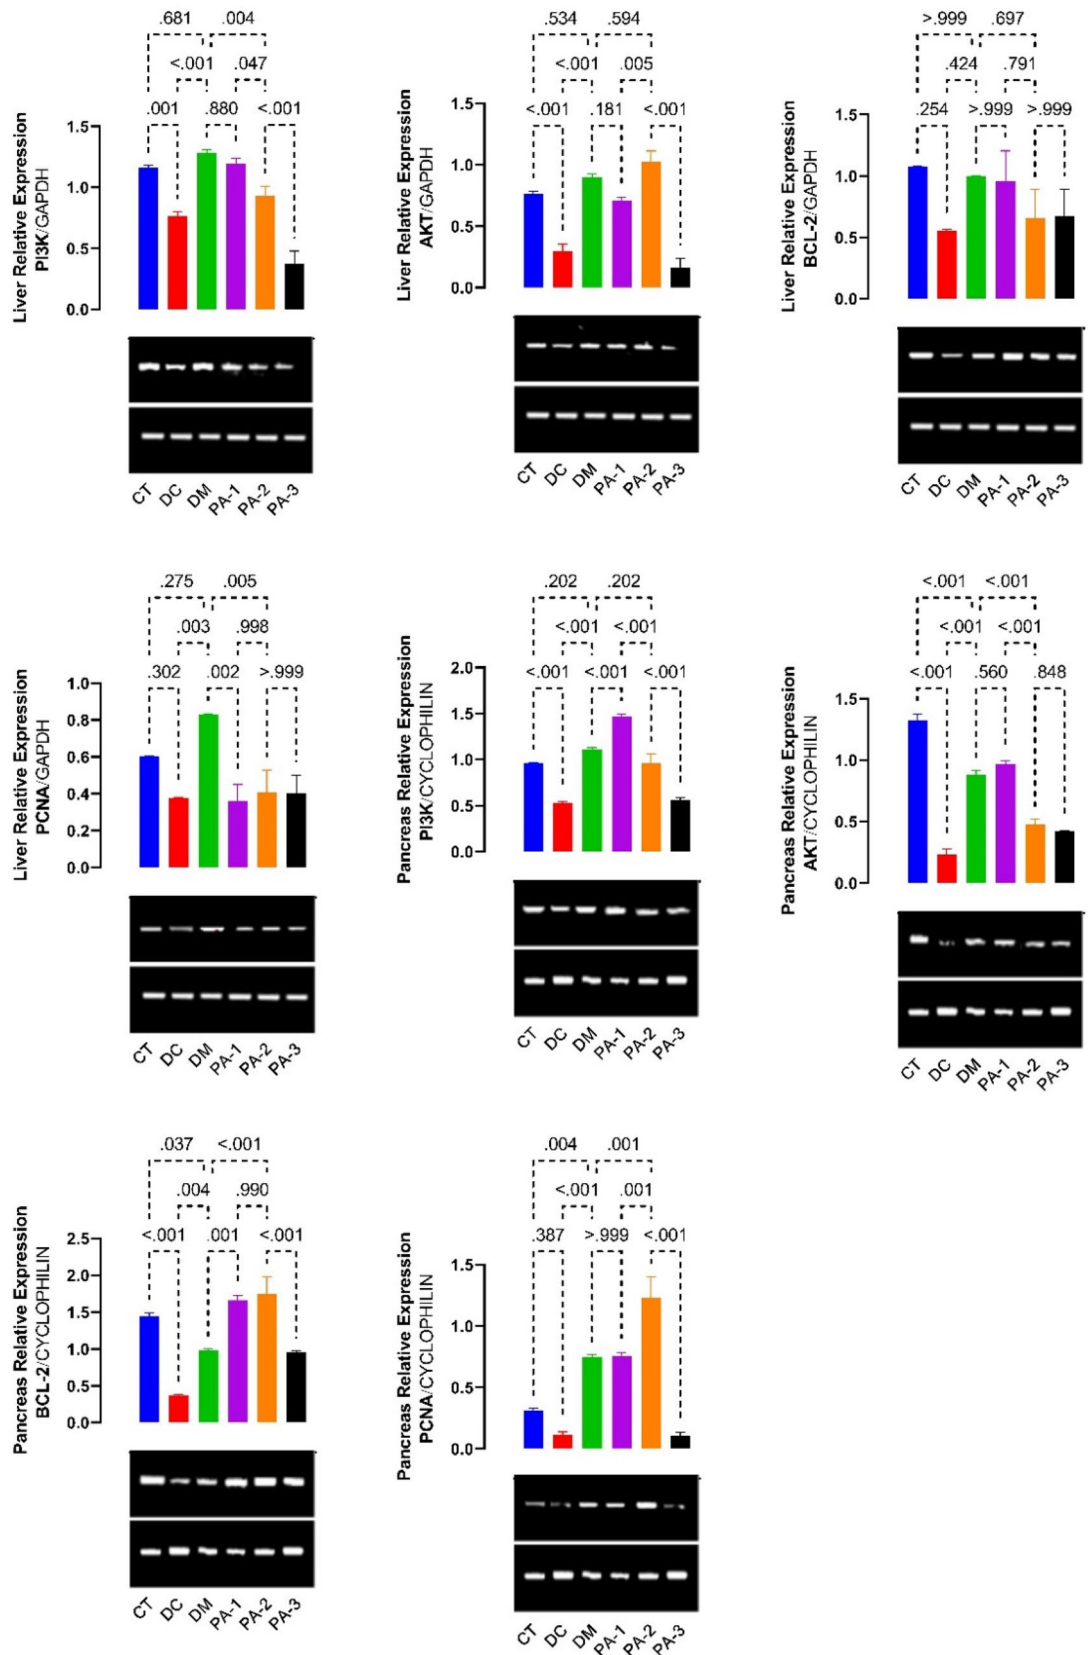 .681 .004
<.001 .047
.001 .880 <.001
Liver Relative Expression
PI3K/GAPDH
1.5
1.0
0.5
0.0
CT DC DM PA-1 PA-2 PA-3
.534 .594
<.001 .005
<.001 .181 <.001
Liver Relative Expression
AKT/GAPDH
1.5
1.0
0.5
0.0
CT DC DM PA-1 PA-2 PA-3
>.999 .697
.424 .791
.254 >.999 >.999
Liver Relative Expression
BCL-2/GAPDH
1.5
1.0
0.5
0.0
CT DC DM PA-1 PA-2 PA-3
.275 .005
.003 .998
.302 .002 >.999
Liver Relative Expression
PCNA/GAPDH
1.0
0.8
0.6
0.4
0.2
0.0
CT DC DM PA-1 PA-2 PA-3
.202 .202
<.001 <.001
<.001 <.001 <.001
Pancreas Relative Expression
PI3K/CYCLOPHILIN
2.0
1.5
1.0
0.5
0.0
CT DC DM PA-1 PA-2 PA-3
<.001 <.001
<.001 <.001
<.001 .560 .848
Pancreas Relative Expression
AKT/CYCLOPHILIN
1.5
1.0
0.5
0.0
CT DC DM PA-1 PA-2 PA-3
.037 <.001
.004 .990
<.001 .001 <.001
Pancreas Relative Expression
BCL-2/CYCLOPHILIN
2.5
2.0
1.5
1.0
0.5
0.0
CT DC DM PA-1 PA-2 PA-3
.004 .001
<.001 .001
.387 >.999 <.001
Pancreas Relative Expression
PCNA/CYCLOPHILIN
1.5
1.0
0.5
0.0
CT DC DM PA-1 PA-2 PA-3